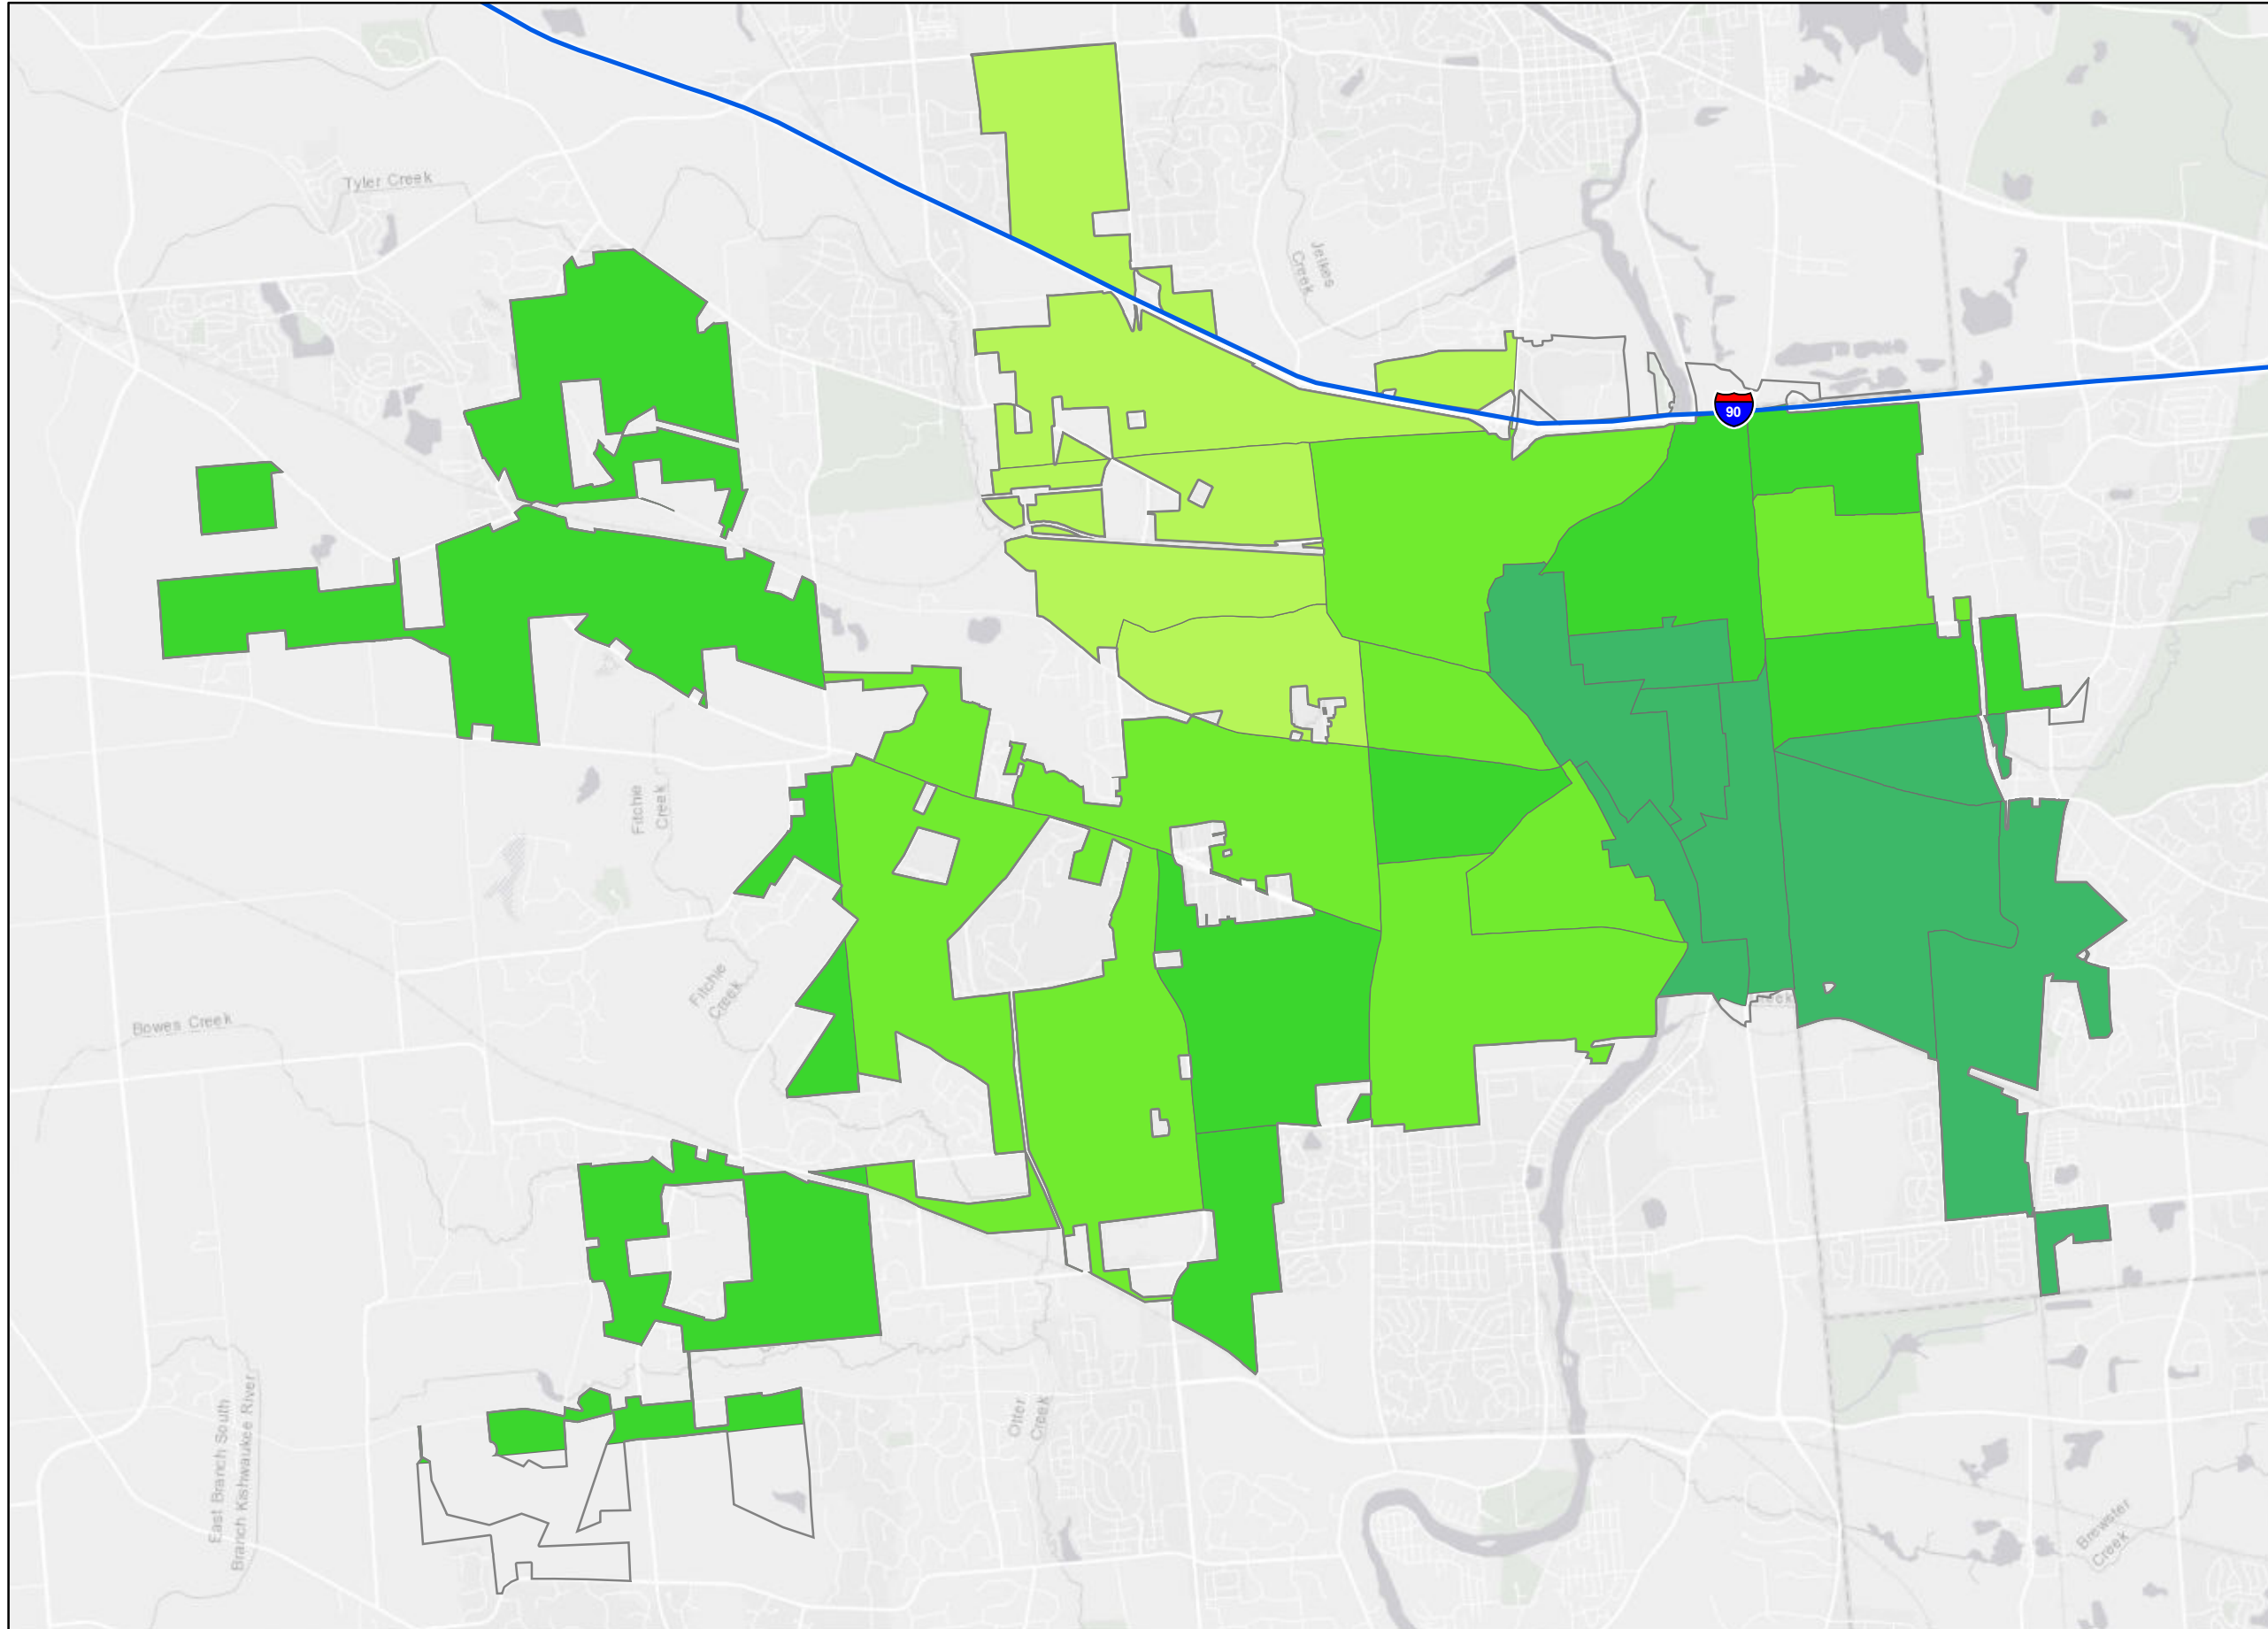 Tyler Creek
Jelkes
Creek
90
Fitchie
Creek
Fitchie
Creek
Bowes Creek
eek
Otter
Creek
East Branch South
Branch Kishwaukee River
Brewster
Creek